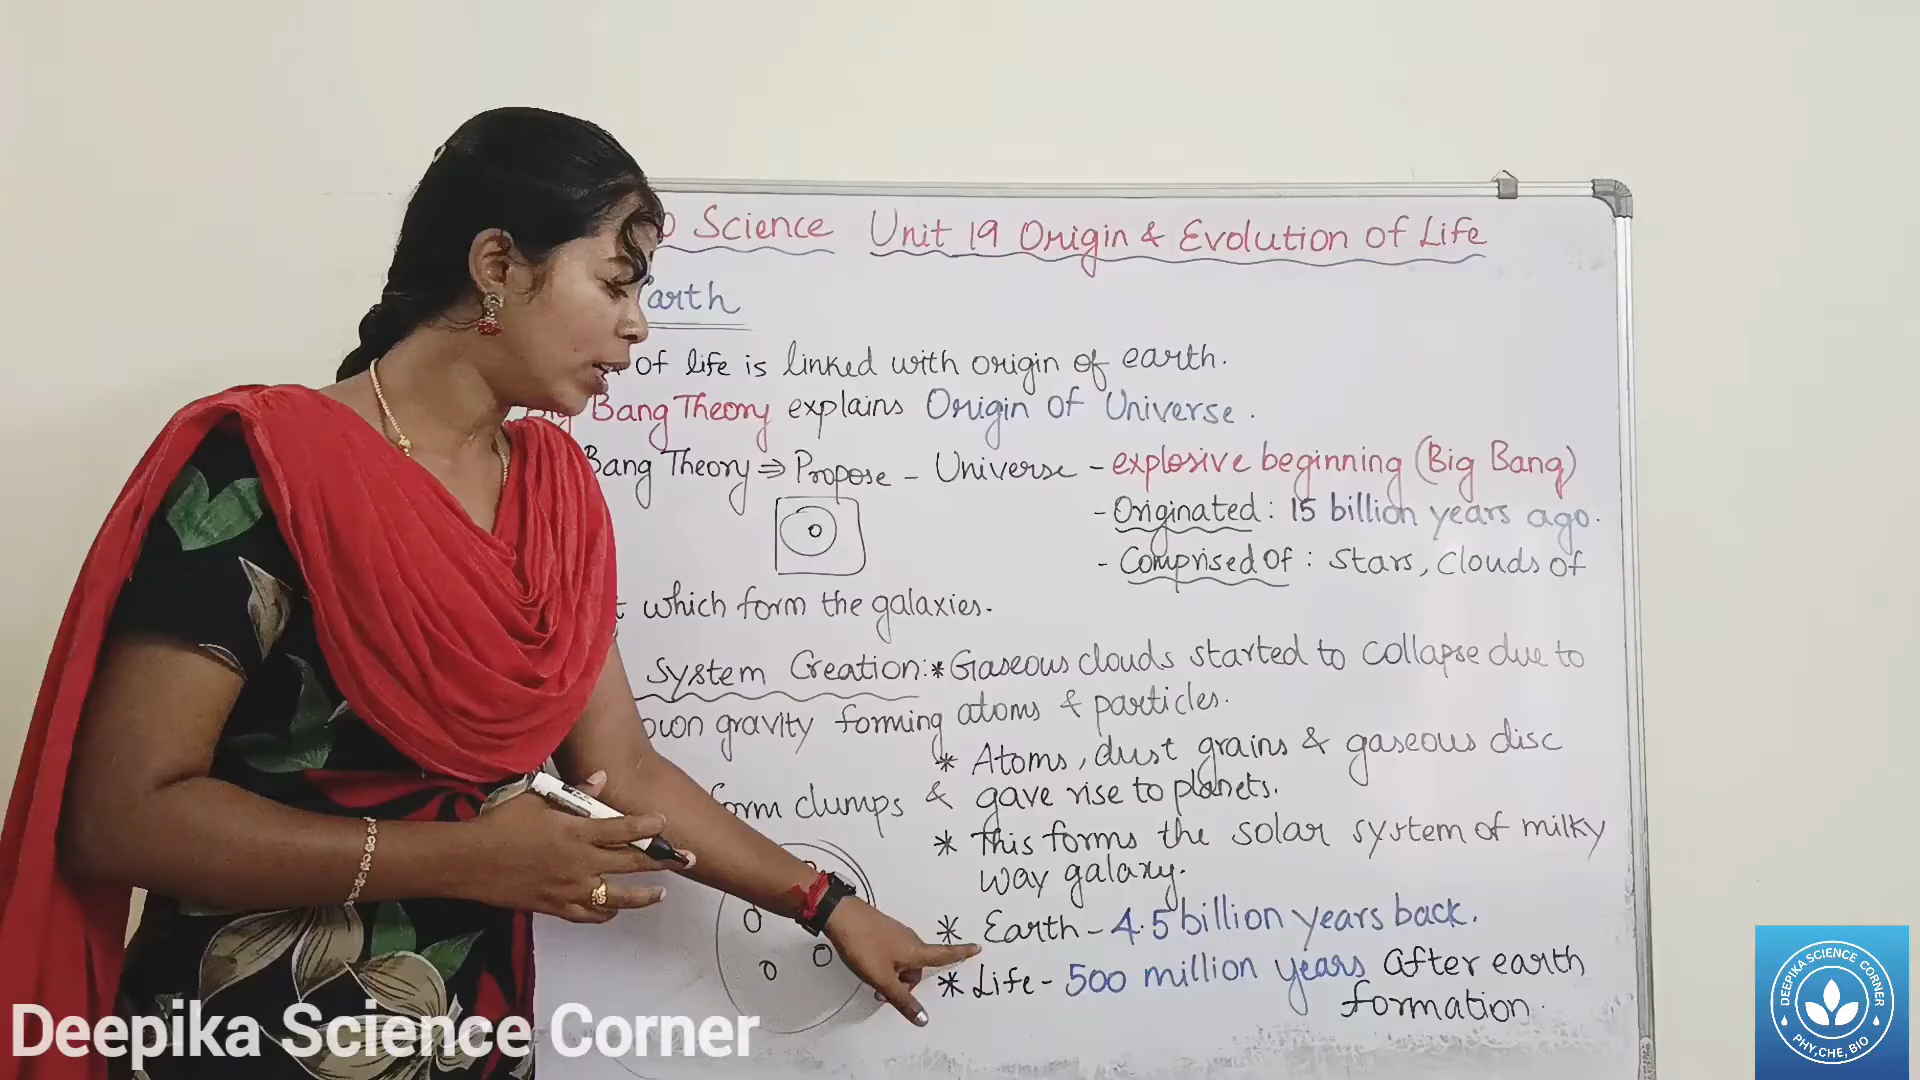 Science Unit 19 Origin & Evolution of Life
arth
of life is linked with origin of earth.
Big Bang Theory explains Origin of Universe.
Bang Theory ⇒ Propose - Universe - explosive beginning (Big Bang)
- Originated : 15 billion years ago.
- Comprised of : stars, clouds of
which form the galaxies.
System Creation: * Gaseous clouds started to collapse due to
own gravity forming atoms & particles.
* Atoms, dust grains & gaseous disc
form clumps & gave rise to planets.
* This forms the solar system of milky
way galaxy.
* Earth - 4.5 billion years back.
* Life - 500 million years after earth
formation.
Deepika Science Corner
DEEPIKA SCIENCE CORNER
PHY,CHE,BIO